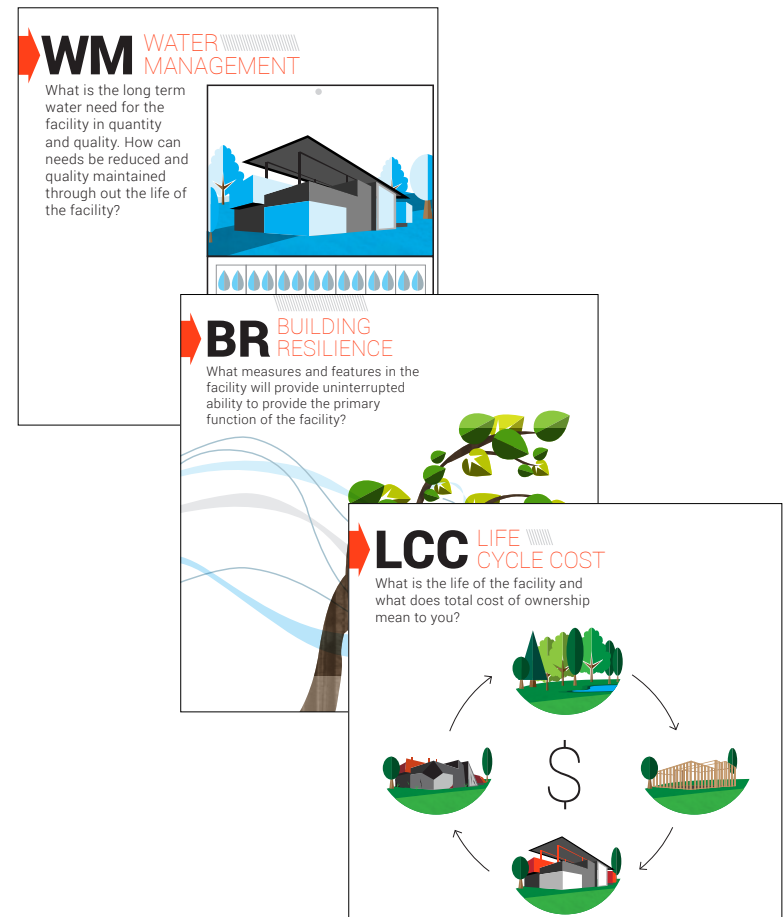 WM WATER
MANAGEMENT
What is the long term
water need for the
facility in quantity
and quality. How can
needs be reduced and
quality maintained
through out the life of
the facility?
BR BUILDING
RESILIENCE
What measures and features in the
facility will provide uninterrupted
ability to provide the primary
function of the facility?
LCC LIFE
CYCLE COST
What is the life of the facility and
what does total cost of ownership
mean to you?
$